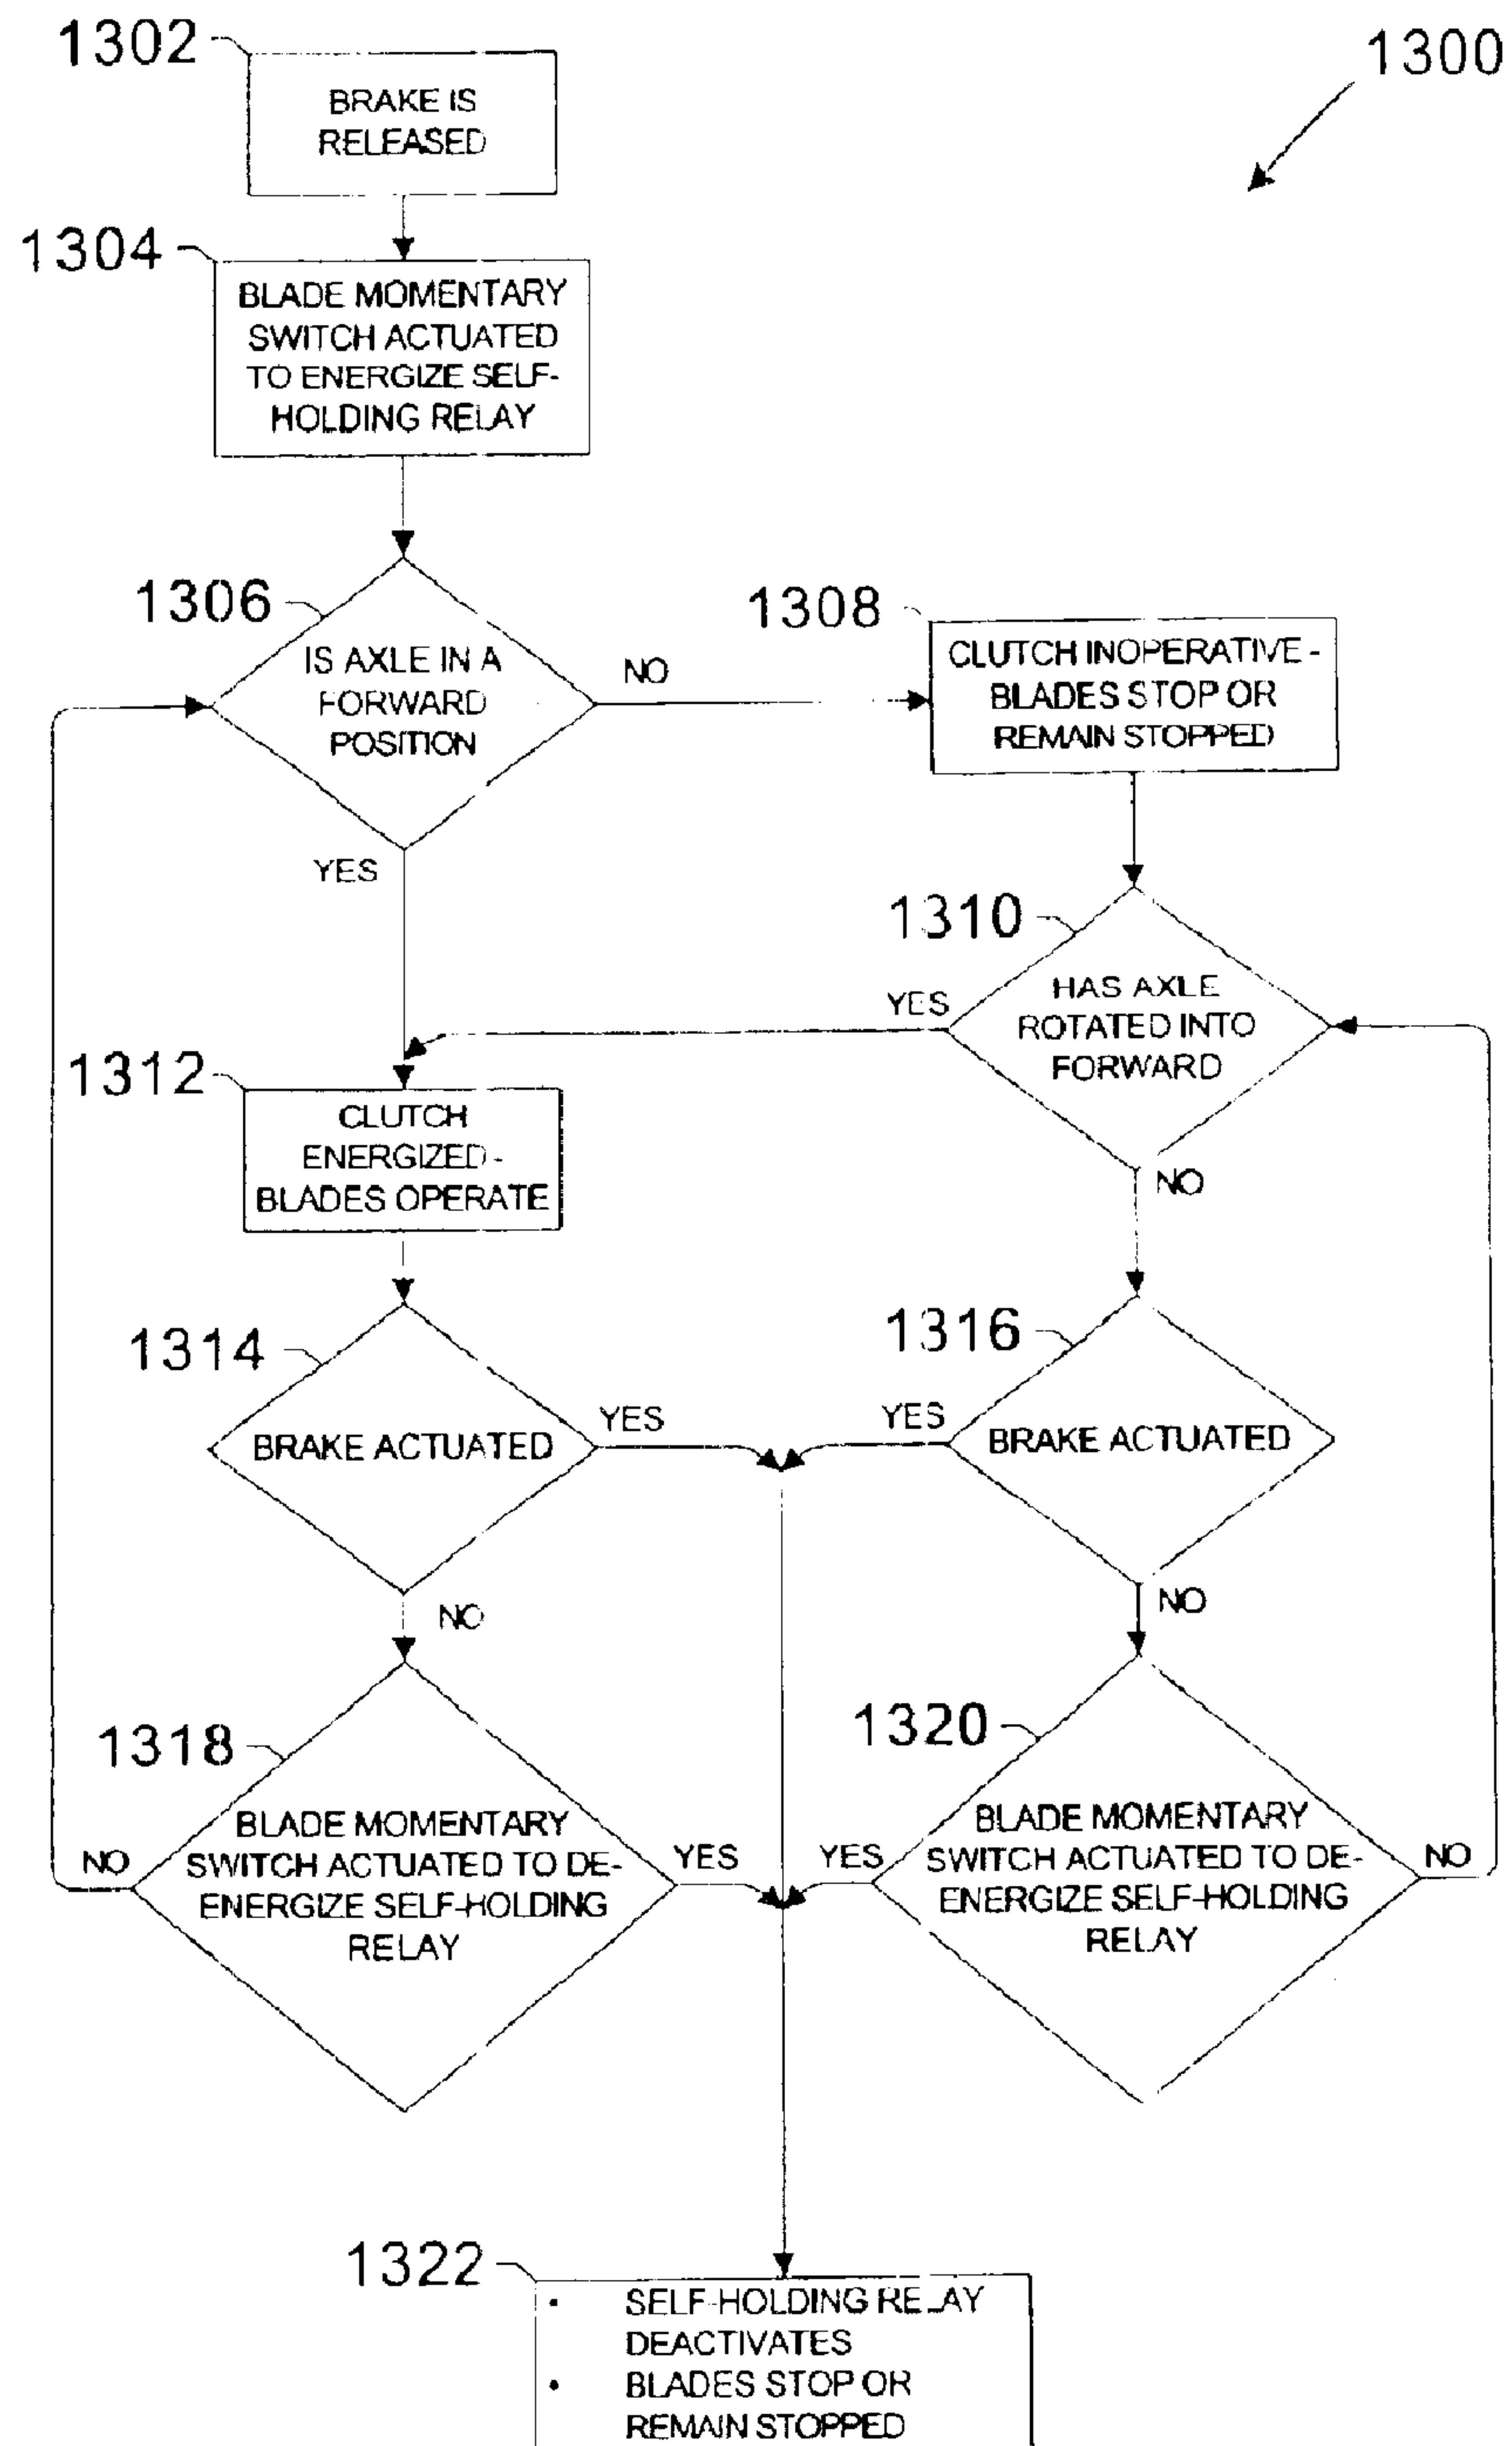 1302
1300
BRAKE IS
RELEASED
1304
BLADE MOMENTARY
SWITCH ACTUATED
TO ENERGIZE SELF-
HOLDING RELAY
1306
IS AXLE IN A
FORWARD
POSITION
NO
YES
1308
CLUTCH INOPERATIVE -
BLADES STOP OR
REMAIN STOPPED
1310
HAS AXLE
ROTATED INTO
FORWARD
YES
NO
1312
CLUTCH
ENERGIZED -
BLADES OPERATE
1314
BRAKE ACTUATED
YES
NO
1316
BRAKE ACTUATED
YES
NO
1318
BLADE MOMENTARY
SWITCH ACTUATED TO DE-
ENERGIZE SELF-HOLDING
RELAY
NO
YES
1320
BLADE MOMENTARY
SWITCH ACTUATED TO DE-
ENERGIZE SELF-HOLDING
RELAY
YES
NO
1322
• SELF-HOLDING RELAY
DEACTIVATES
• BLADES STOP OR
REMAIN STOPPED